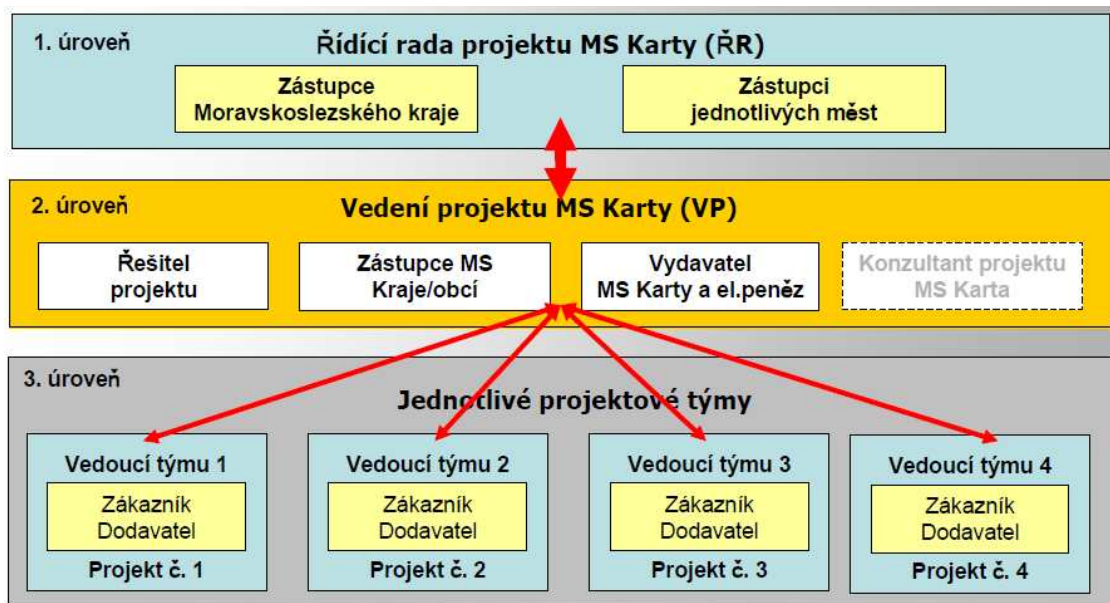 1. úroveň
Řídící rada projektu MS Karty (ŘR)
Zástupce
Moravskoslezského kraje
Zástupci
jednotlivých měst
2. úroveň
Vedení projektu MS Karty (VP)
Řešitel
projektu
Zástupce MS
Kraje/obcí
Vydavatel
MS Karty a el.peněz
Konzultant projektu
MS Karta
3. úroveň
Jednotlivé projektové týmy
Vedoucí týmu 1
Zákazník
Dodavatel
Projekt č. 1
Vedoucí týmu 2
Zákazník
Dodavatel
Projekt č. 2
Vedoucí týmu 3
Zákazník
Dodavatel
Projekt č. 3
Vedoucí týmu 4
Zákazník
Dodavatel
Projekt č. 4